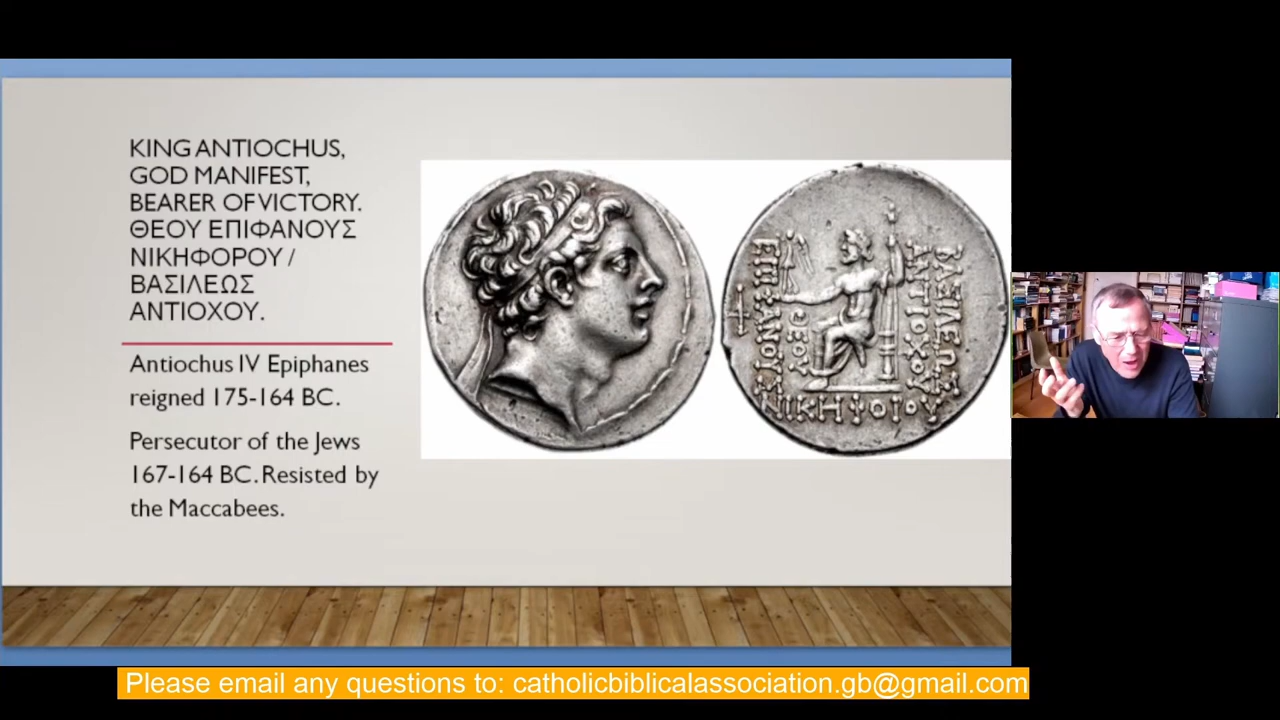 KING ANTIOCHUS,
GOD MANIFEST,
BEARER OF VICTORY.
ΘΕΟΥ ΕΠΙΦΑΝΟΥΣ
ΝΙΚΗΦΟΡΟΥ /
ΒΑΣΙΛΕΩΣ
ΑΝΤΙΟΧΟΥ.
Antiochus IV Epiphanes
reigned 175-164 BC.
Persecutor of the Jews
167-164 BC. Resisted by
the Maccabees.
ΒΑΣΙΛΕΩΣ
ΑΝΤΙΟΧΟΥ
ΘΕΟΥ
Please email any questions to: catholicbiblicalassociation.gb@gmail.com